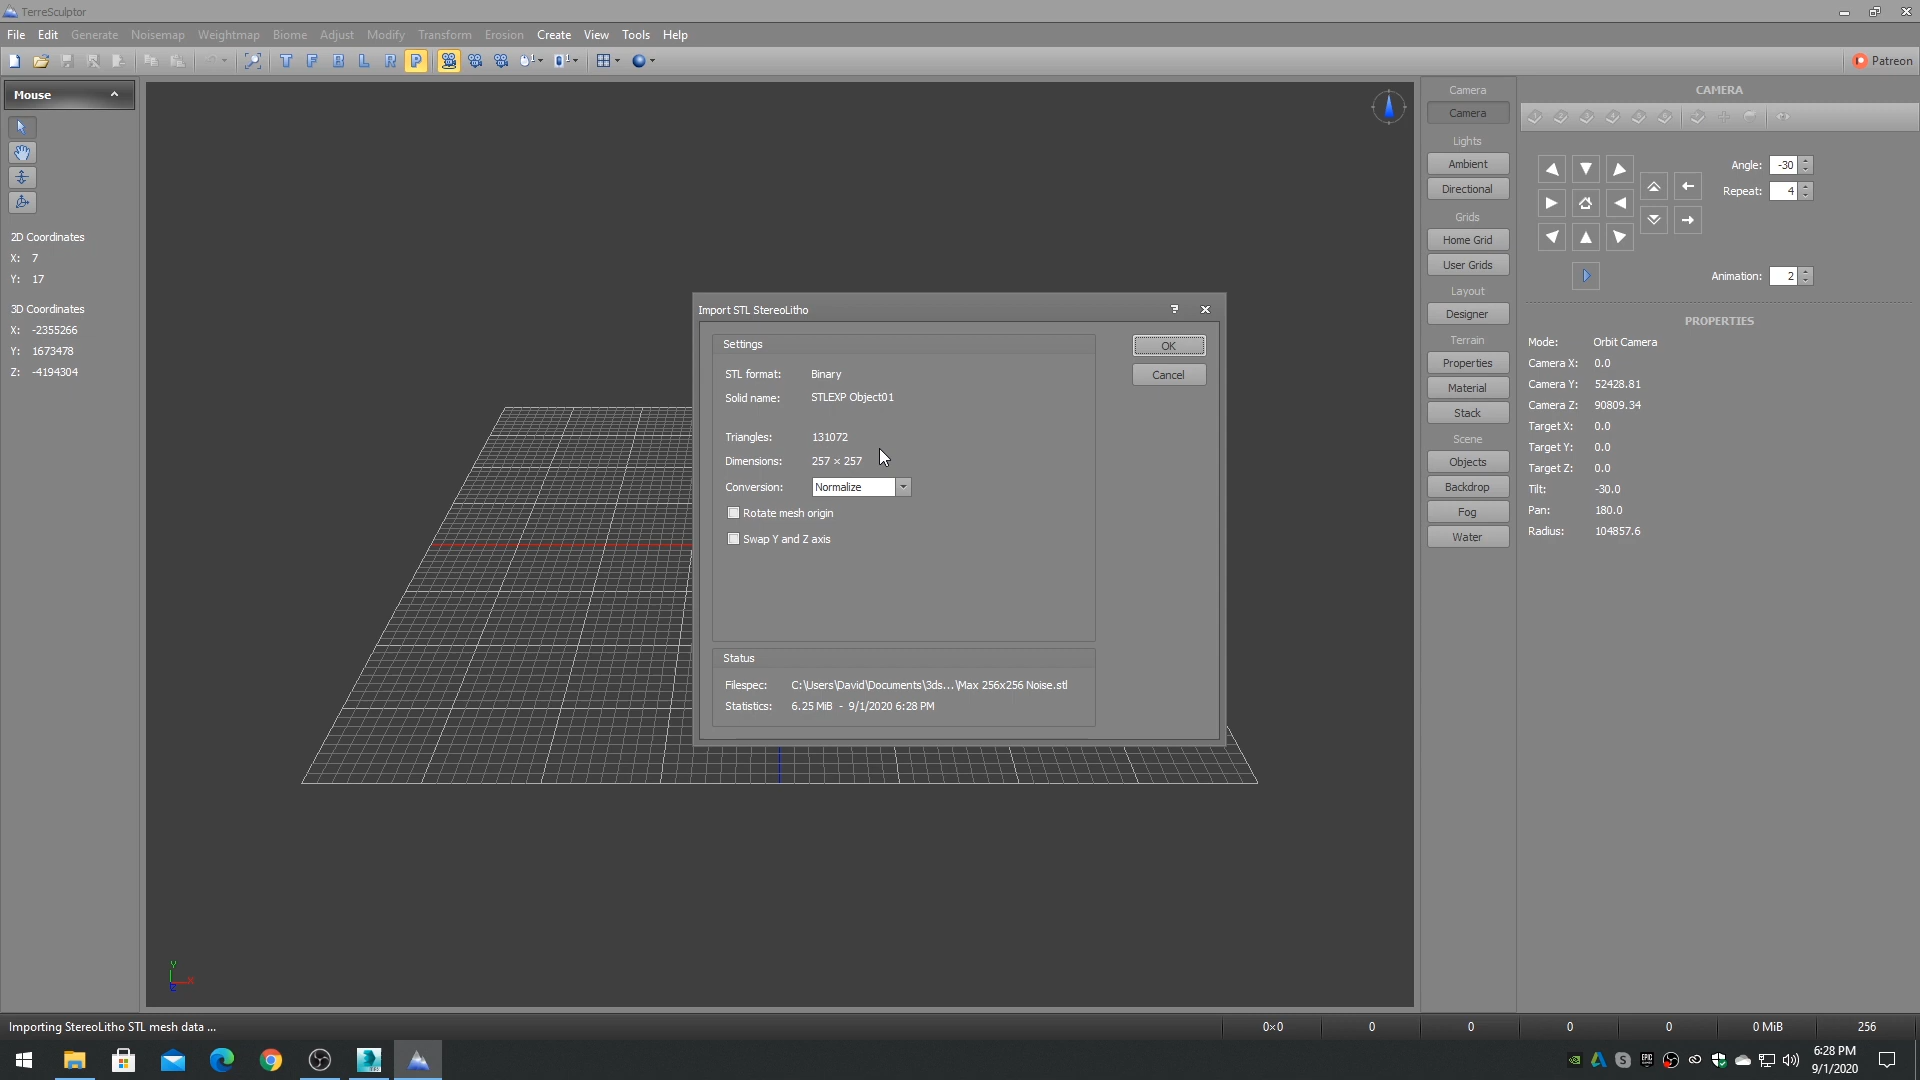 TerreSculptor
File Edit Generate Noisemap Weightmap Biome Adjust Modify Transform Erosion Create View Tools Help
T F B L R P
Patreon
Mouse
2D Coordinates
X: 7
Y: 17
3D Coordinates
X: -2355266
Y: 1673478
Z: -4194304
Import STL StereoLitho
Settings
STL format: Binary
Solid name: STLEXP Object01
Triangles: 131072
Dimensions: 257 × 257
Conversion: Normalize
Rotate mesh origin
Swap Y and Z axis
OK
Cancel
Status
Filespec: C:\Users\David\Documents\3ds...\Max 256x256 Noise.stl
Statistics: 6.25 MiB - 9/1/2020 6:28 PM
Camera
Camera
Lights
Ambient
Directional
Grids
Home Grid
User Grids
Layout
Designer
Terrain
Properties
Material
Stack
Scene
Objects
Backdrop
Fog
Water
CAMERA
Angle: -30
Repeat: 4
Animation: 2
PROPERTIES
Mode: Orbit Camera
Camera X: 0.0
Camera Y: 52428.81
Camera Z: 90809.34
Target X: 0.0
Target Y: 0.0
Target Z: 0.0
Tilt: -30.0
Pan: 180.0
Radius: 104857.6
Y
X
Z
Importing StereoLitho STL mesh data ...
0×0 0 0 0 0 0 MiB 256
6:28 PM
9/1/2020